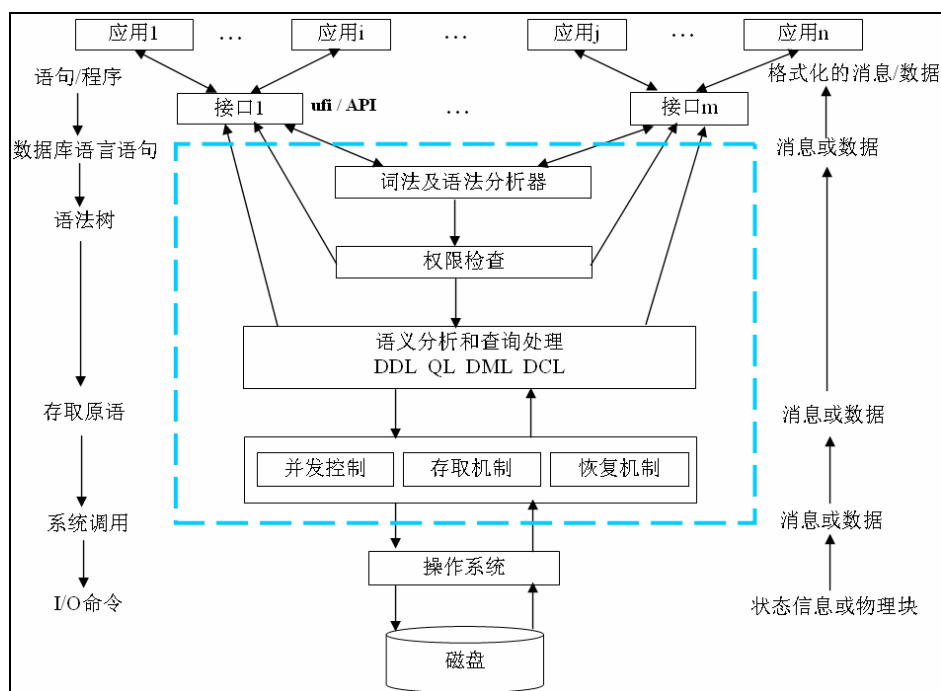 应用1 … 应用i … 应用j … 应用n
语句/程序
格式化的消息/数据
接口1 ufi / API … 接口m
数据库语言语句
消息或数据
词法及语法分析器
语法树
权限检查
语义分析和查询处理
DDL QL DML DCL
存取原语
消息或数据
并发控制 存取机制 恢复机制
系统调用
消息或数据
操作系统
I/O命令
状态信息或物理块
磁盘